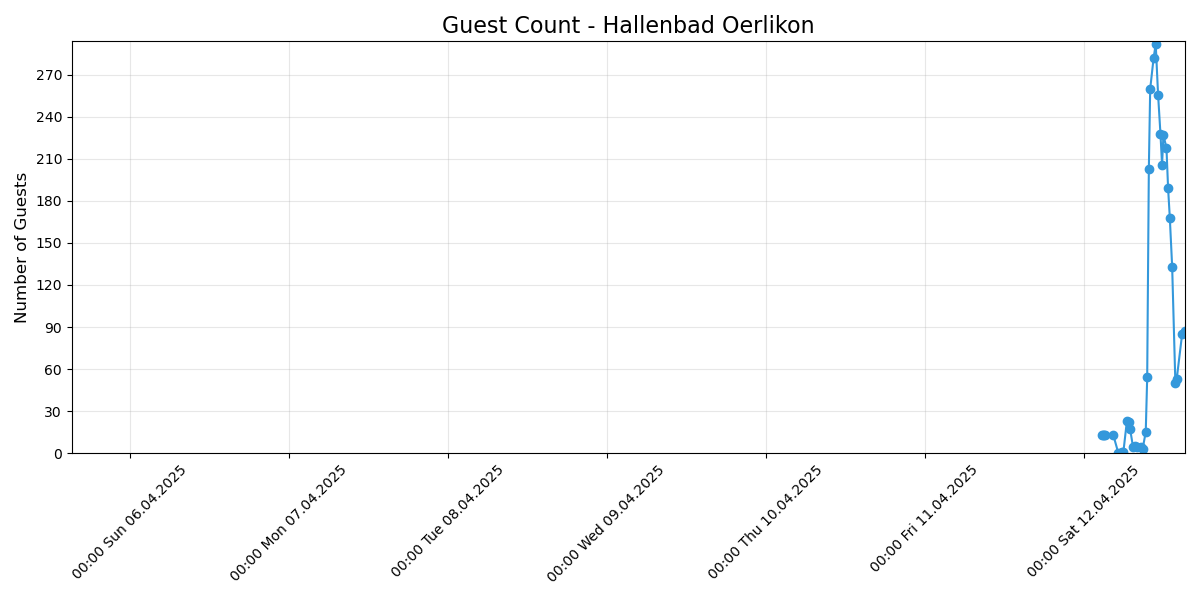 Guest Count - Hallenbad Oerlikon
Number of Guests
270
240
210
180
150
120
90
60
30
0
00:00 Sun 06.04.2025
00:00 Mon 07.04.2025
00:00 Tue 08.04.2025
00:00 Wed 09.04.2025
00:00 Thu 10.04.2025
00:00 Fri 11.04.2025
00:00 Sat 12.04.2025